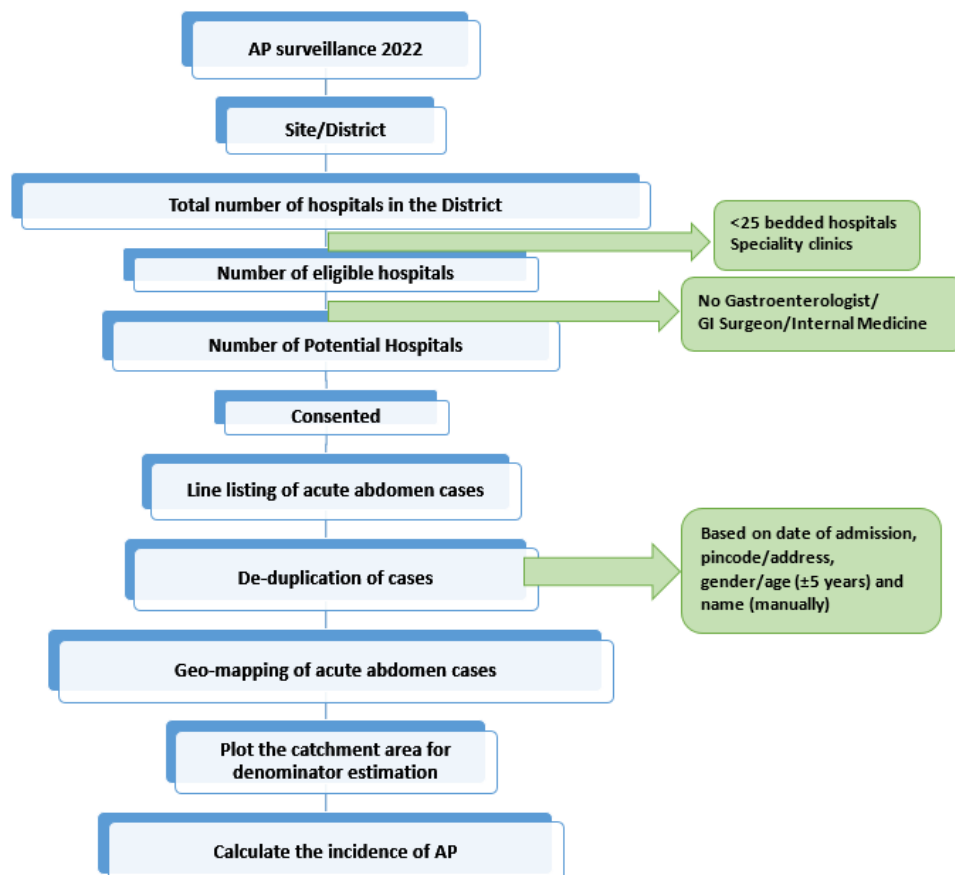 AP surveillance 2022
Site/District
Total number of hospitals in the District
<25 bedded hospitals
Speciality clinics
Number of eligible hospitals
No Gastroenterologist/
GI Surgeon/Internal Medicine
Number of Potential Hospitals
Consented
Line listing of acute abdomen cases
De-duplication of cases
Based on date of admission,
pincode/address,
gender/age (±5 years) and
name (manually)
Geo-mapping of acute abdomen cases
Plot the catchment area for
denominator estimation
Calculate the incidence of AP